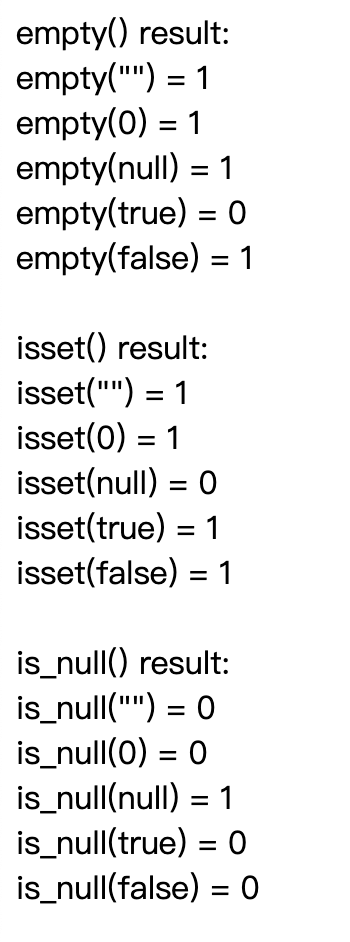 empty() result:
empty("") = 1
empty(0) = 1
empty(null) = 1
empty(true) = 0
empty(false) = 1
isset() result:
isset("") = 1
isset(0) = 1
isset(null) = 0
isset(true) = 1
isset(false) = 1
is_null() result:
is_null("") = 0
is_null(0) = 0
is_null(null) = 1
is_null(true) = 0
is_null(false) = 0